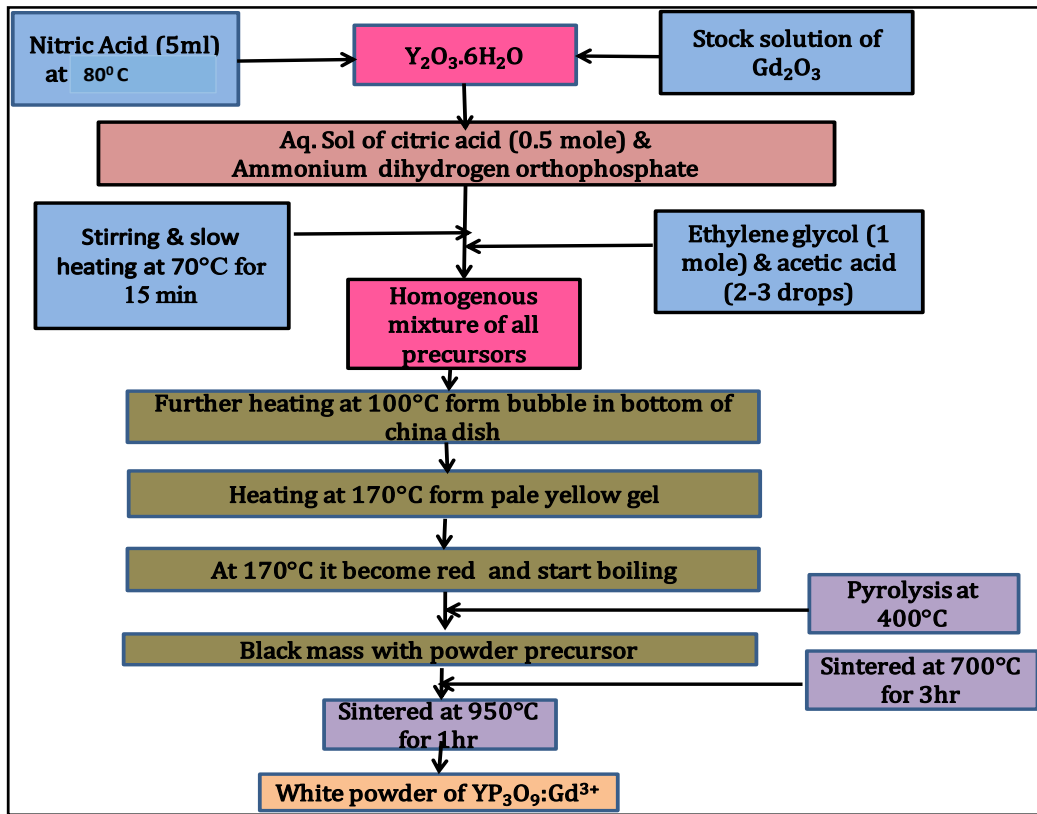 Nitric Acid (5ml)
at 80⁰ C
Y₂O₃.6H₂O
Stock solution of
Gd₂O₃
Aq. Sol of citric acid (0.5 mole) &
Ammonium dihydrogen orthophosphate
Stirring & slow
heating at 70°C for
15 min
Ethylene glycol (1
mole) & acetic acid
(2-3 drops)
Homogenous
mixture of all
precursors
Further heating at 100°C form bubble in bottom of
china dish
Heating at 170°C form pale yellow gel
At 170°C it become red and start boiling
Pyrolysis at
400°C
Black mass with powder precursor
Sintered at 700°C
for 3hr
Sintered at 950°C
for 1hr
White powder of YP₃O₉:Gd³⁺